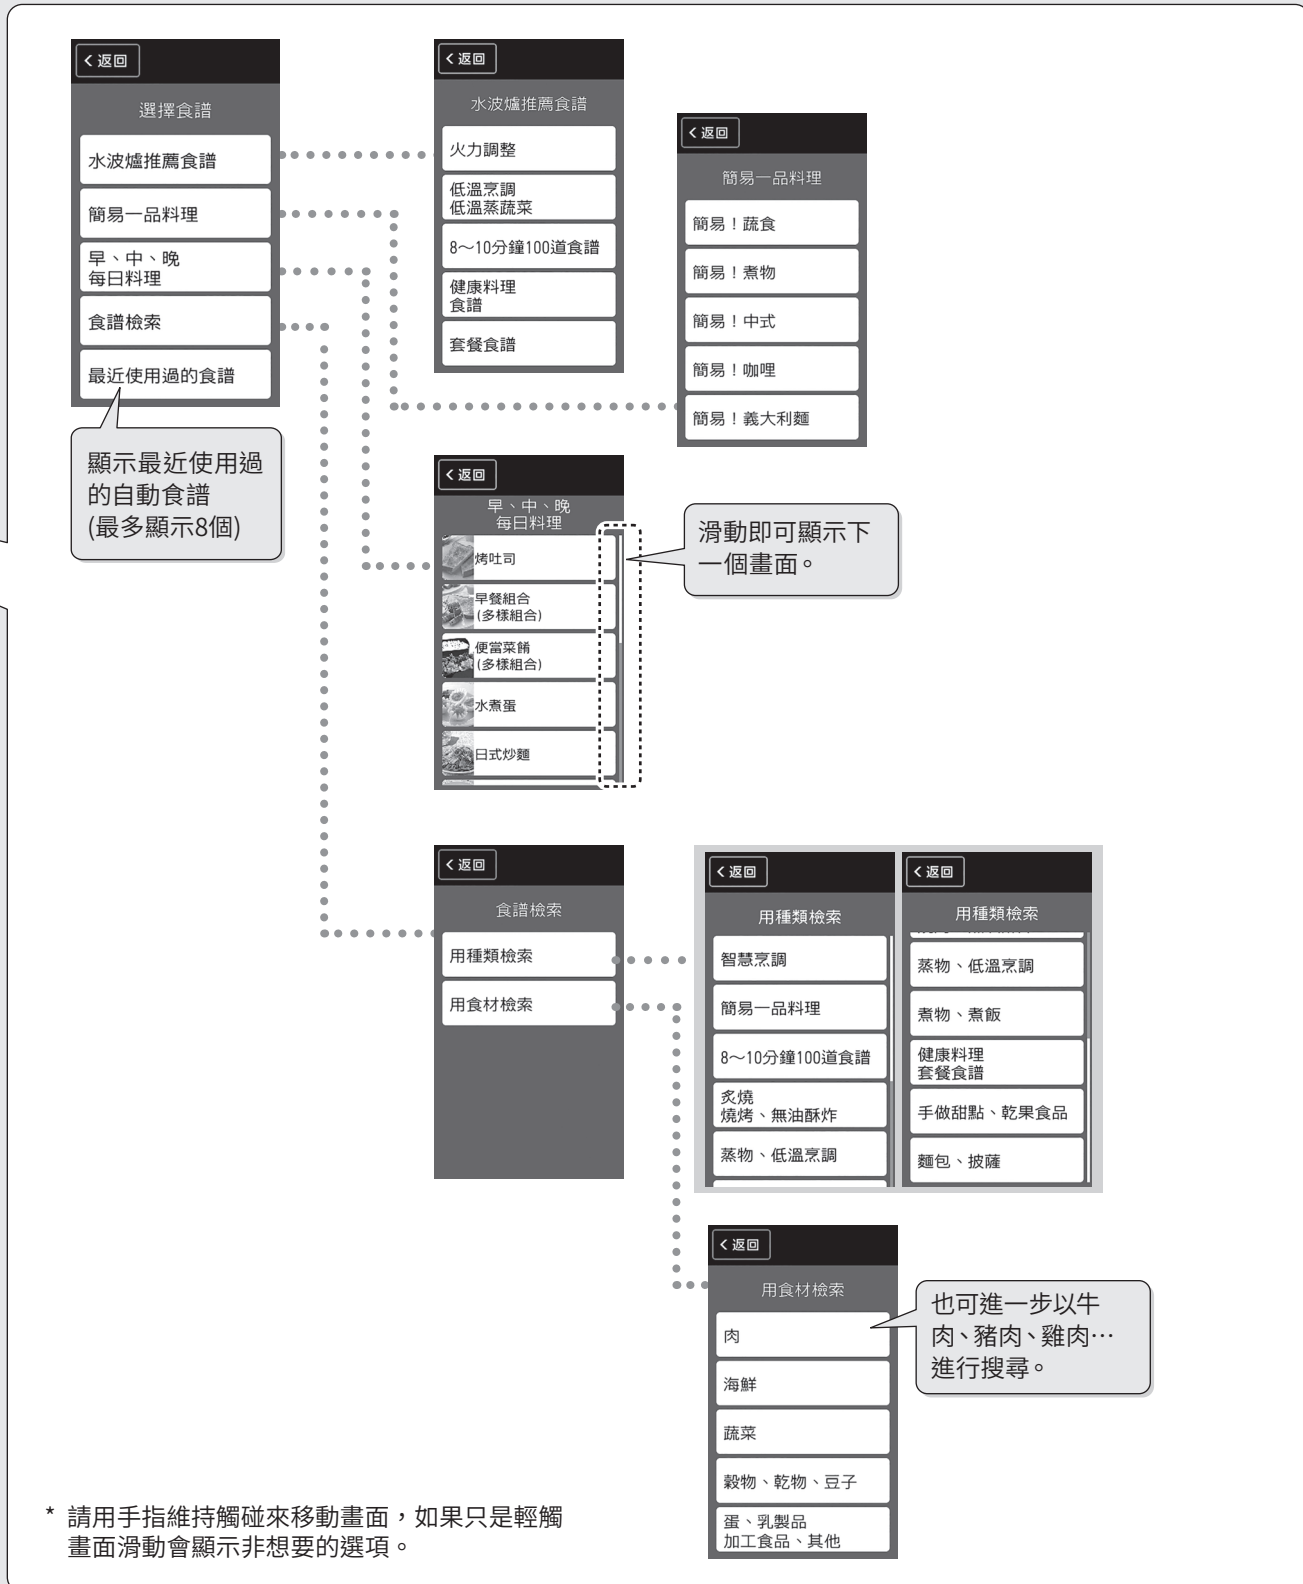 返回
選擇食譜
水波爐推薦食譜
簡易一品料理
早、中、晚
每日料理
食譜檢索
最近使用過的食譜
顯示最近使用過
的自動食譜
(最多顯示8個)
返回
水波爐推薦食譜
火力調整
低溫烹調
低溫蒸蔬菜
8～10分鐘100道食譜
健康料理
食譜
套餐食譜
返回
簡易一品料理
簡易！蔬食
簡易！煮物
簡易！中式
簡易！咖哩
簡易！義大利麵
返回
早、中、晚
每日料理
烤吐司
早餐組合
(多樣組合)
便當菜餚
(多樣組合)
水煮蛋
日式炒麵
滑動即可顯示下
一個畫面。
返回
食譜檢索
用種類檢索
用食材檢索
返回
用種類檢索
智慧烹調
簡易一品料理
8～10分鐘100道食譜
炙燒
燒烤、無油酥炸
蒸物、低溫烹調
返回
用種類檢索
蒸物、低溫烹調
煮物、煮飯
健康料理
套餐食譜
手做甜點、乾果食品
麵包、披薩
返回
用食材檢索
肉
海鮮
蔬菜
穀物、乾物、豆子
蛋、乳製品
加工食品、其他
也可進一步以牛
肉、豬肉、雞肉…
進行搜尋。
* 請用手指維持觸碰來移動畫面，如果只是輕觸
畫面滑動會顯示非想要的選項。